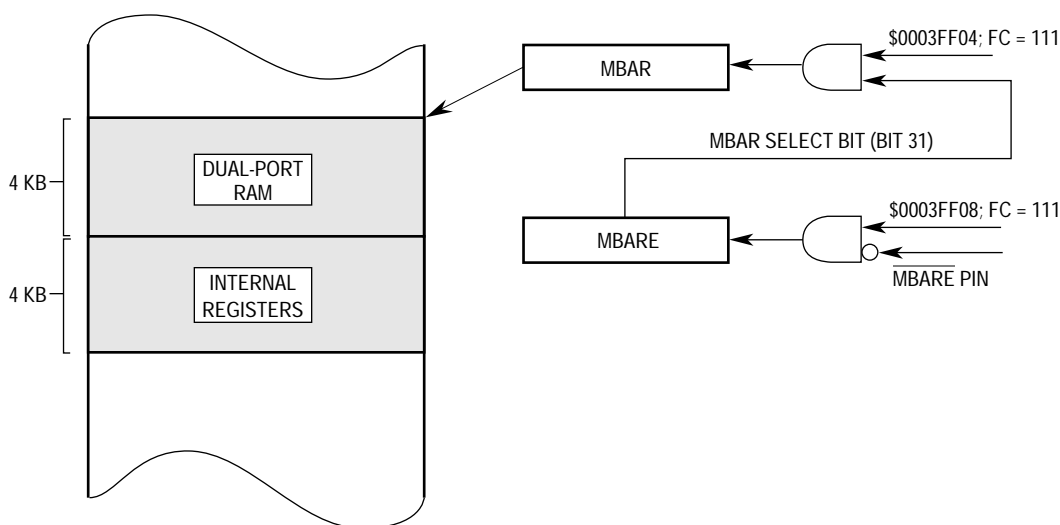 $0003FF04; FC = 111
MBAR
MBAR SELECT BIT (BIT 31)
DUAL-PORT
RAM
4 KB
$0003FF08; FC = 111
MBARE
MBARE PIN
INTERNAL
REGISTERS
4 KB